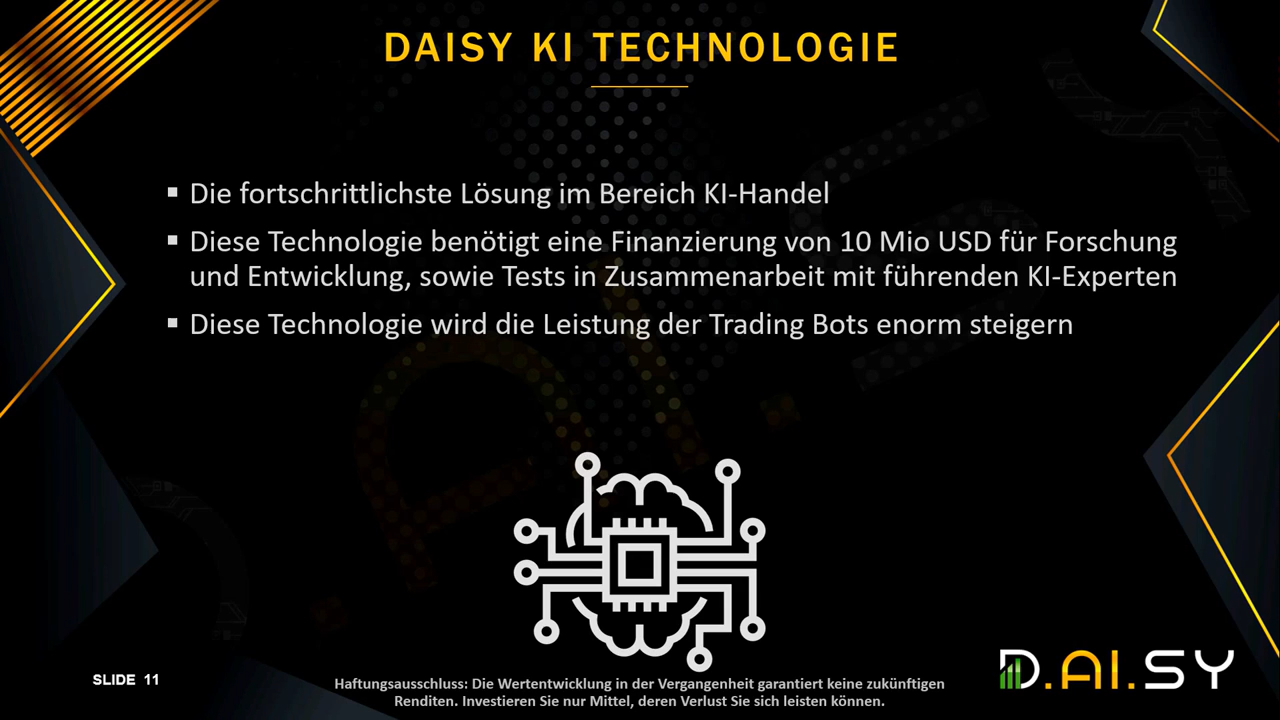 DAISY KI TECHNOLOGIE
▪ Die fortschrittlichste Lösung im Bereich KI-Handel
▪ Diese Technologie benötigt eine Finanzierung von 10 Mio USD für Forschung
und Entwicklung, sowie Tests in Zusammenarbeit mit führenden KI-Experten
▪ Diese Technologie wird die Leistung der Trading Bots enorm steigern
SLIDE 11
Haftungsausschluss: Die Wertentwicklung in der Vergangenheit garantiert keine zukünftigen
Renditen. Investieren Sie nur Mittel, deren Verlust Sie sich leisten können.
D.AI.SY